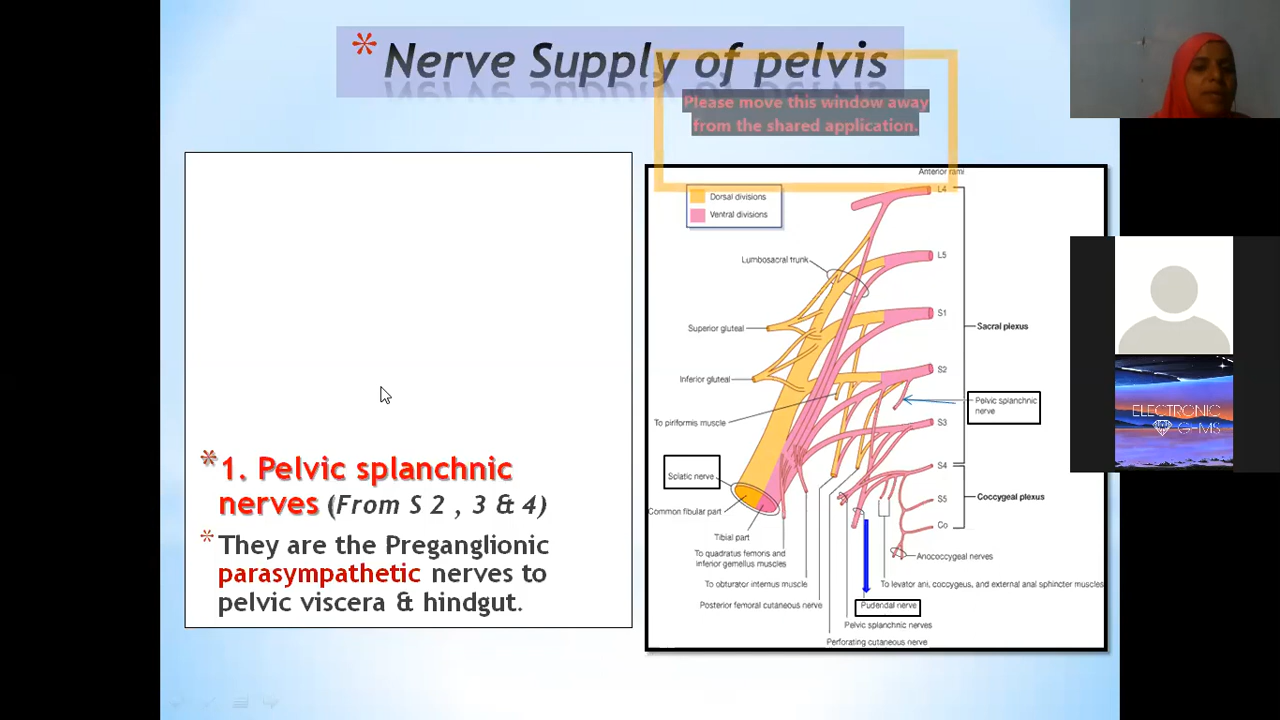 * Nerve Supply of pelvis
Please move this window away
from the shared application.
Anterior rami
Dorsal divisions
Ventral divisions
L4
L5
Lumbosacral trunk
S1
Superior gluteal
Sacral plexus
S2
Inferior gluteal
Pelvic splanchnic
nerve
To piriformis muscle
S3
S4
Sciatic nerve
Coccygeal plexus
S5
Common fibular part
Co
Tibial part
To quadratus femoris and
inferior gemellus muscles
Anococcygeal nerves
To obturator internus muscle
To levator ani, coccygeus, and external anal sphincter muscles
Posterior femoral cutaneous nerve
Pudendal nerve
Pelvic splanchnic nerves
Perforating cutaneous nerve
* 1. Pelvic splanchnic
nerves (From S 2 , 3 & 4)
* They are the Preganglionic
parasympathetic nerves to
pelvic viscera & hindgut.
ELECTRONIC
GEMS